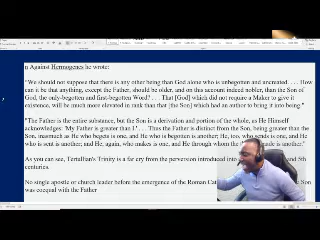 n Against Hermogenes he wrote:
"We should not suppose that there is any other being than God alone who is unbegotten and uncreated. . . . How
can it be that anything, except the Father, should be older, and on this account indeed nobler, than the Son of God,
the only-begotten and first-begotten Word? . . . That [God] which did not require a Maker to give it
existence, will be much more elevated in rank than that [the Son] which had an author to bring it into being."
"The Father is the entire substance, but the Son is a derivation and portion of the whole, as He Himself
acknowledges: 'My Father is greater than I.' . . . Thus the Father is distinct from the Son, being greater than the
Son, inasmuch as He who begets is one, and He who is begotten is another; He, too, who sends is one, and
He who is sent is another; and He, again, who makes is one, and He through whom the made is another."
As you can see, Tertullian's Trinity is a far cry from the perversion introduced into and 5th
centuries.
No single apostle or church leader before the emergence of the Roman Son
was coequal with the Father